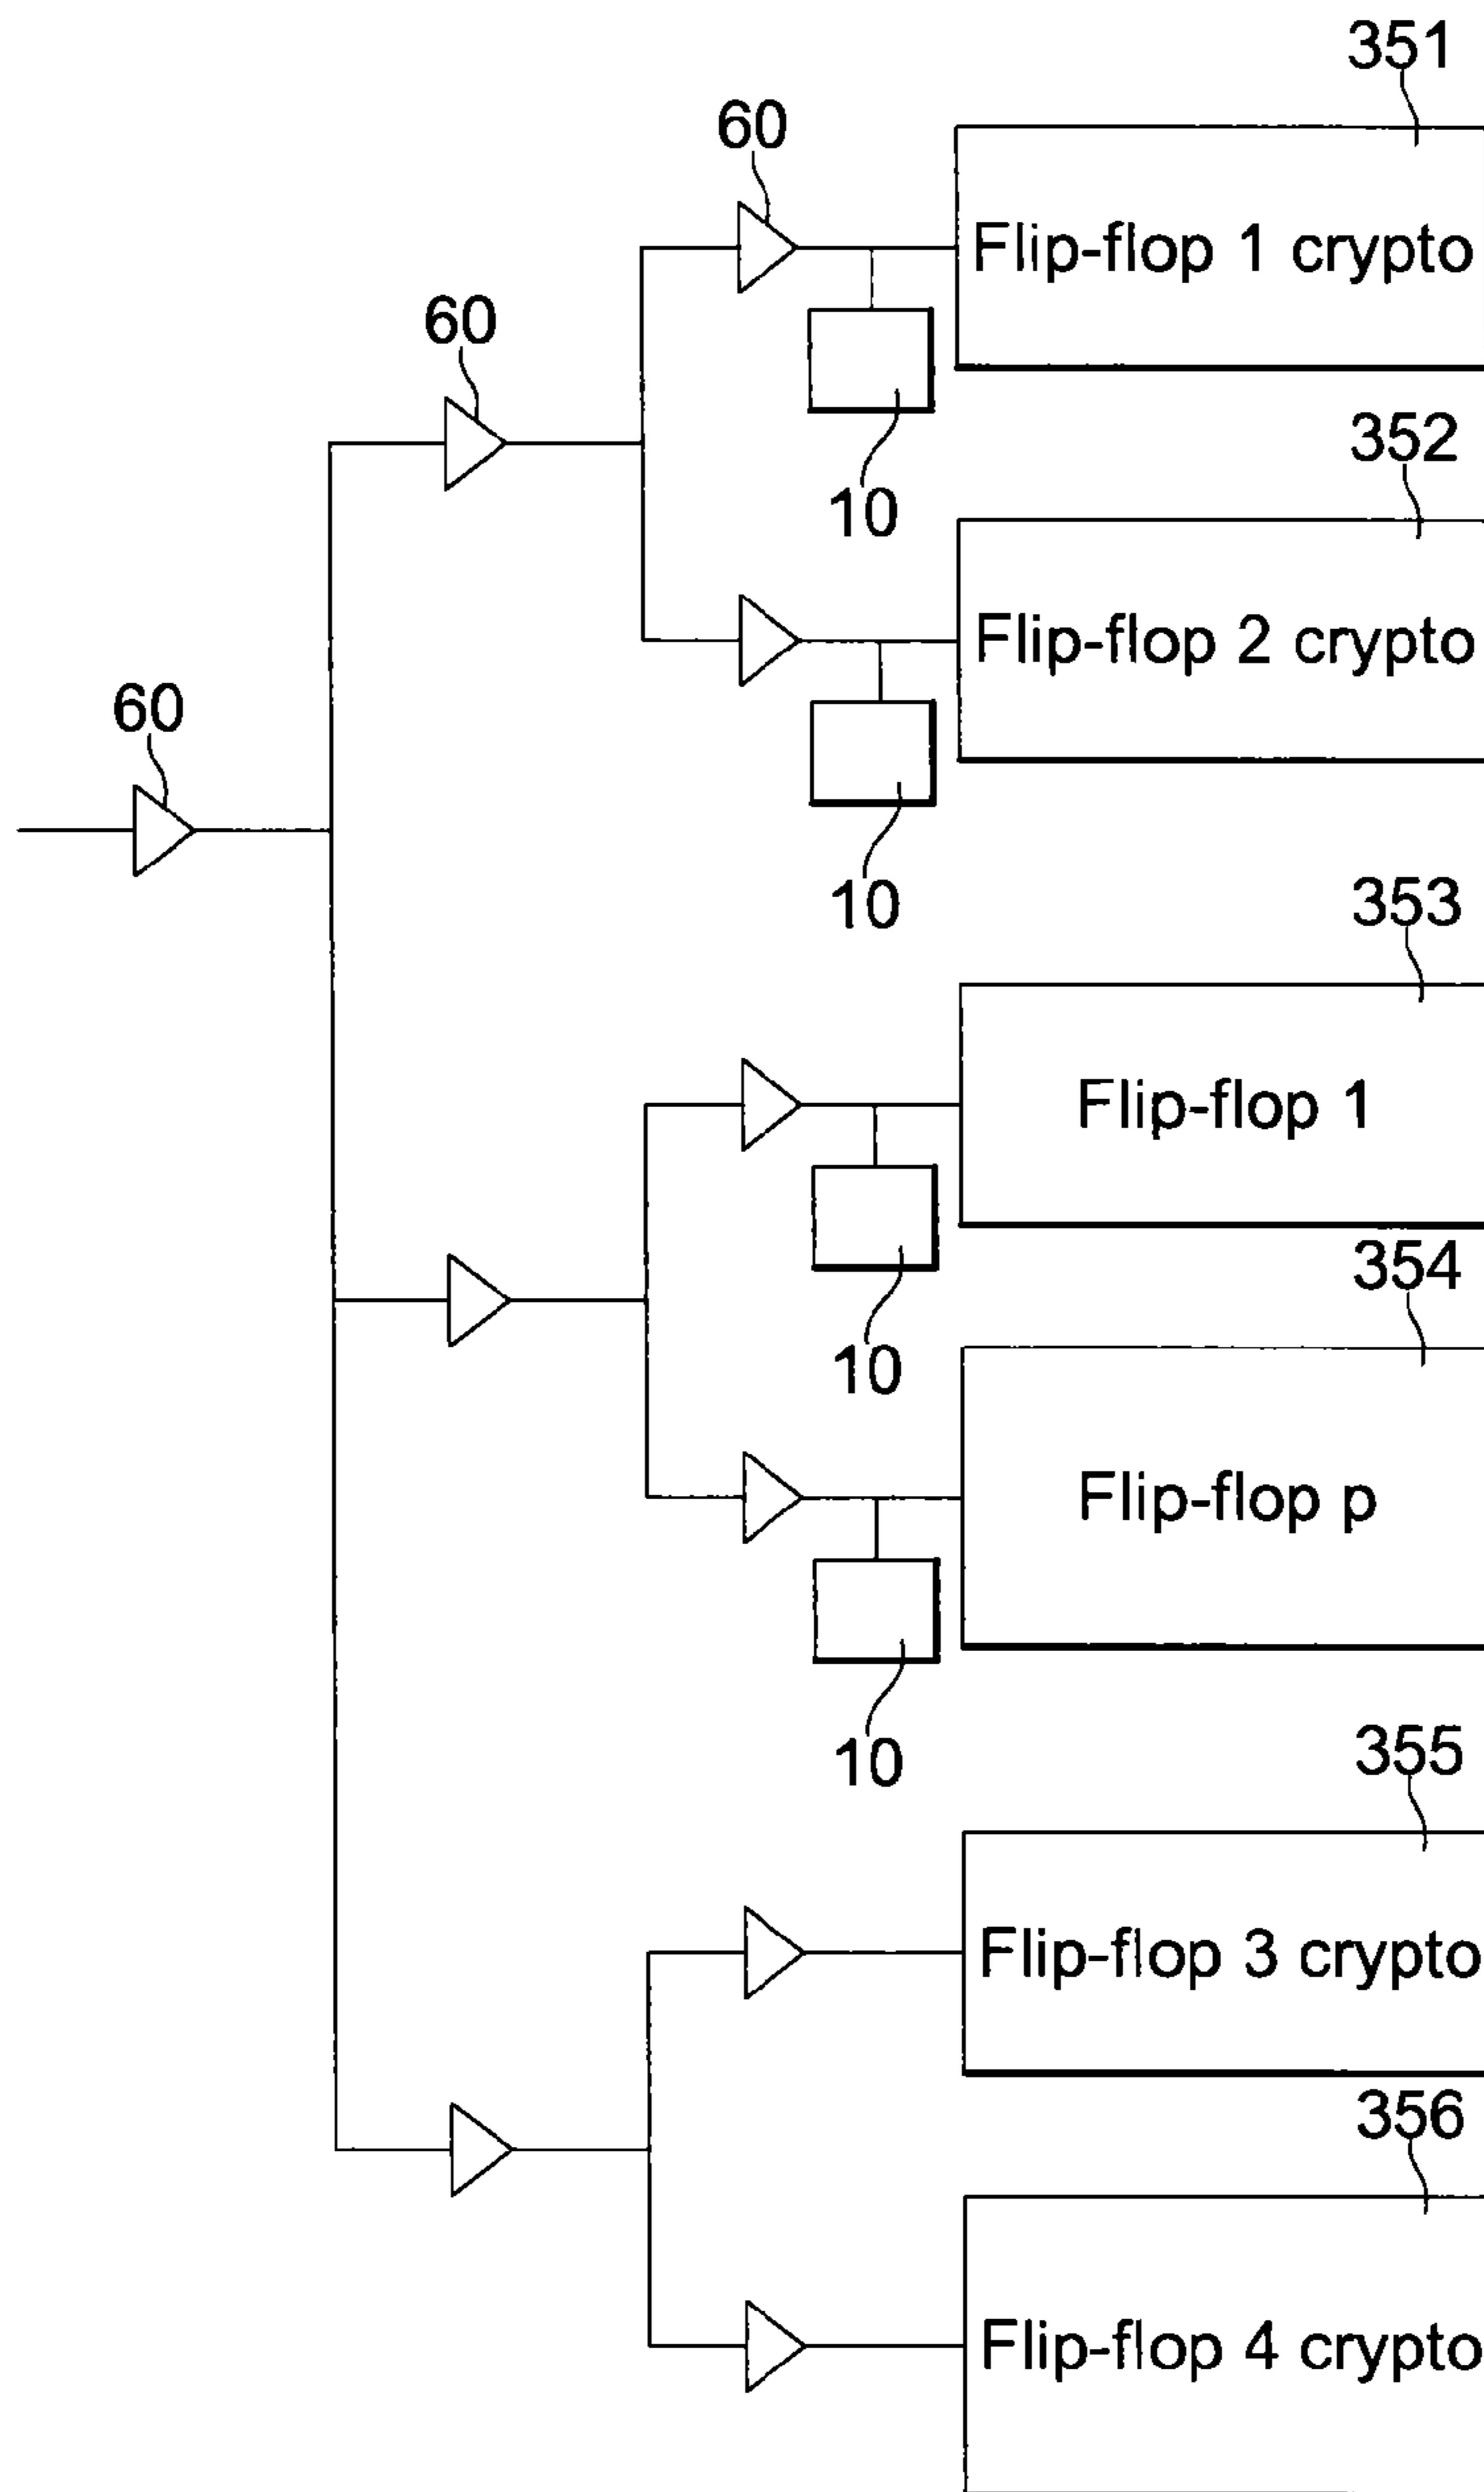 351
60
Flip-flop 1 crypto
60
352
10
Flip-flop 2 crypto
60
353
10
Flip-flop 1
354
10
Flip-flop p
355
10
Flip-flop 3 crypto
356
Flip-flop 4 crypto